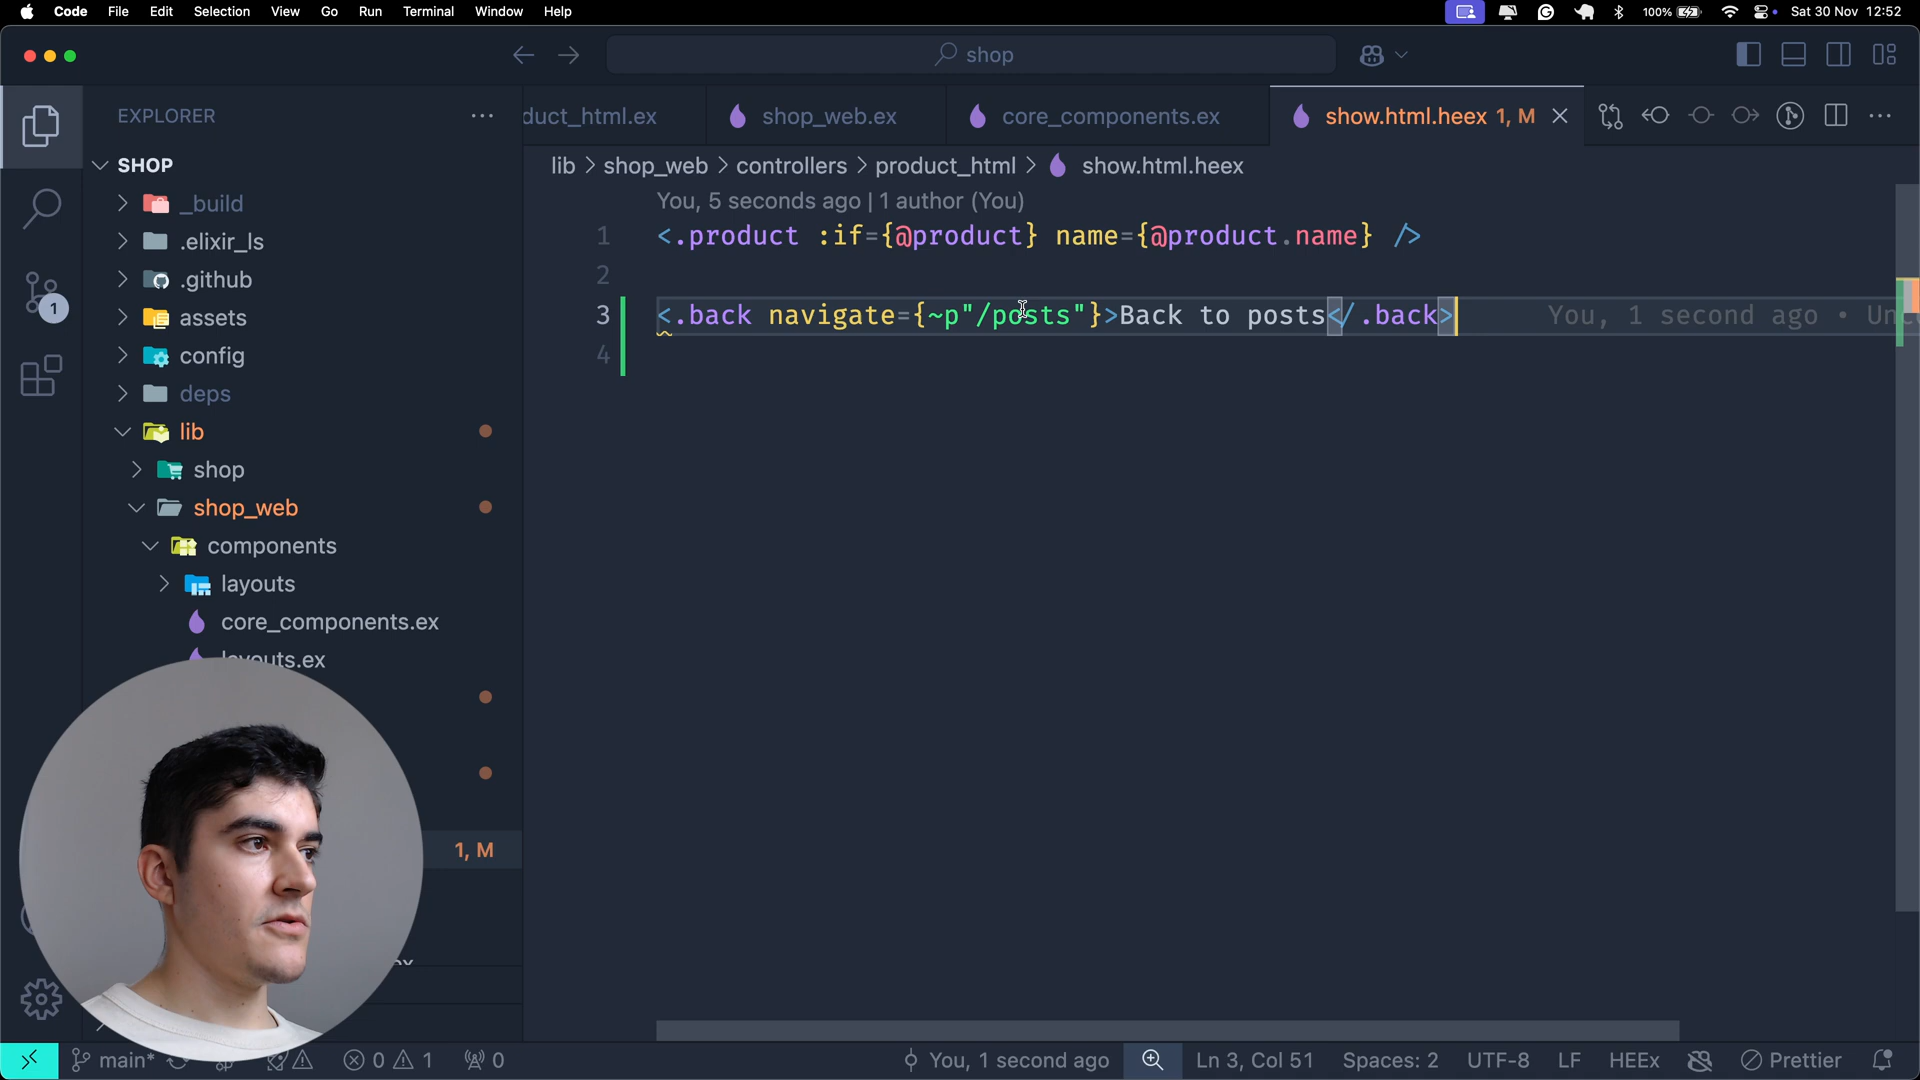 Code File Edit Selection View Go Run Terminal Window Help
100% Sat 30 Nov 12:52
shop
EXPLORER
duct_html.ex shop_web.ex core_components.ex show.html.heex 1, M
SHOP
lib > shop_web > controllers > product_html > show.html.heex
You, 5 seconds ago | 1 author (You)
_build
.elixir_ls
.github
assets
config
deps
lib
shop
shop_web
components
layouts
core_components.ex
layouts.ex
1, M
1
1 <.product :if={@product} name={@product.name} />
2
3 <.back navigate={~p"/posts"}>Back to posts</.back> You, 1 second ago •
4
main* 0 1 0 You, 1 second ago Ln 3, Col 51 Spaces: 2 UTF-8 LF HEEx Prettier